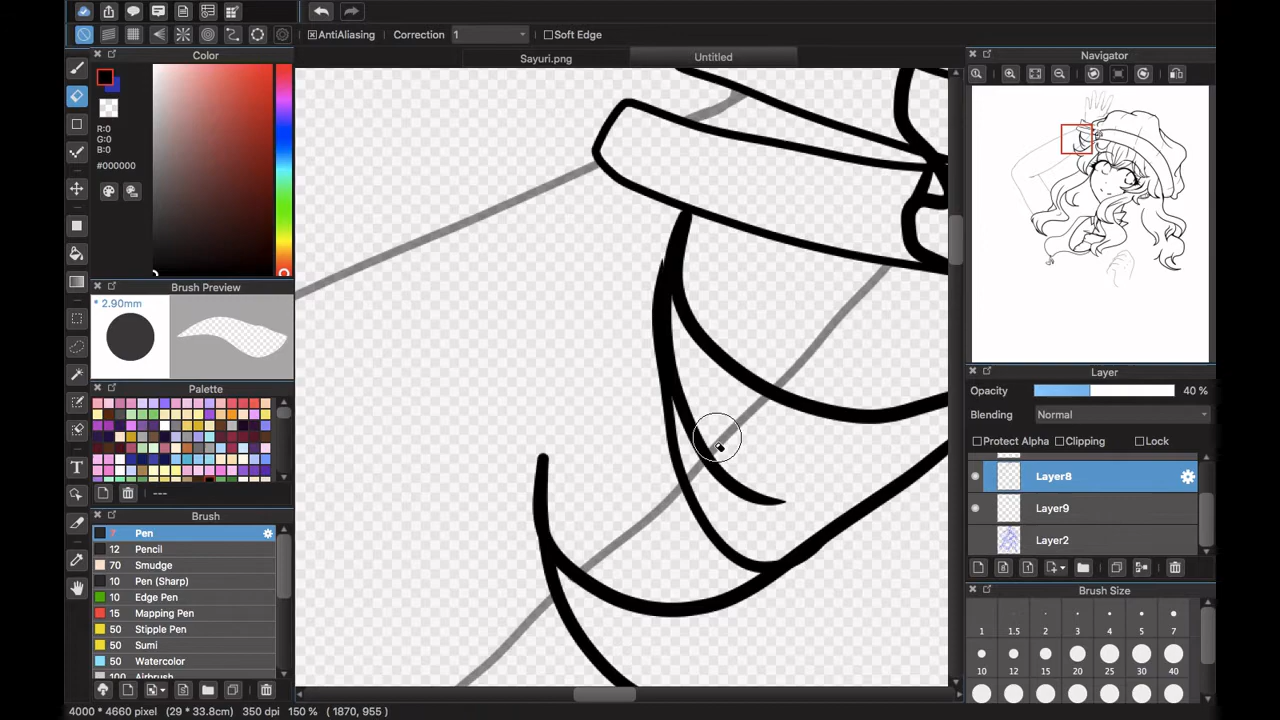 AntiAliasing
Correction
1
Soft Edge
Color
Sayuri.png
Untitled
Navigator
R:0
G:0
B:0
#000000
Brush Preview
* 2.90mm
Palette
---
Brush
7 Pen
12 Pencil
70 Smudge
10 Pen (Sharp)
10 Edge Pen
15 Mapping Pen
50 Stipple Pen
50 Sumi
50 Watercolor
100 Airbrush
Layer
Opacity
40 %
Blending
Normal
Protect Alpha
Clipping
Lock
Layer8
Layer9
Layer2
Brush Size
1 1.5 2 3 4 5 7
10 12 15 20 25 30 40
4000 * 4660 pixel (29 * 33.8cm) 350 dpi 150 % ( 1870, 955 )